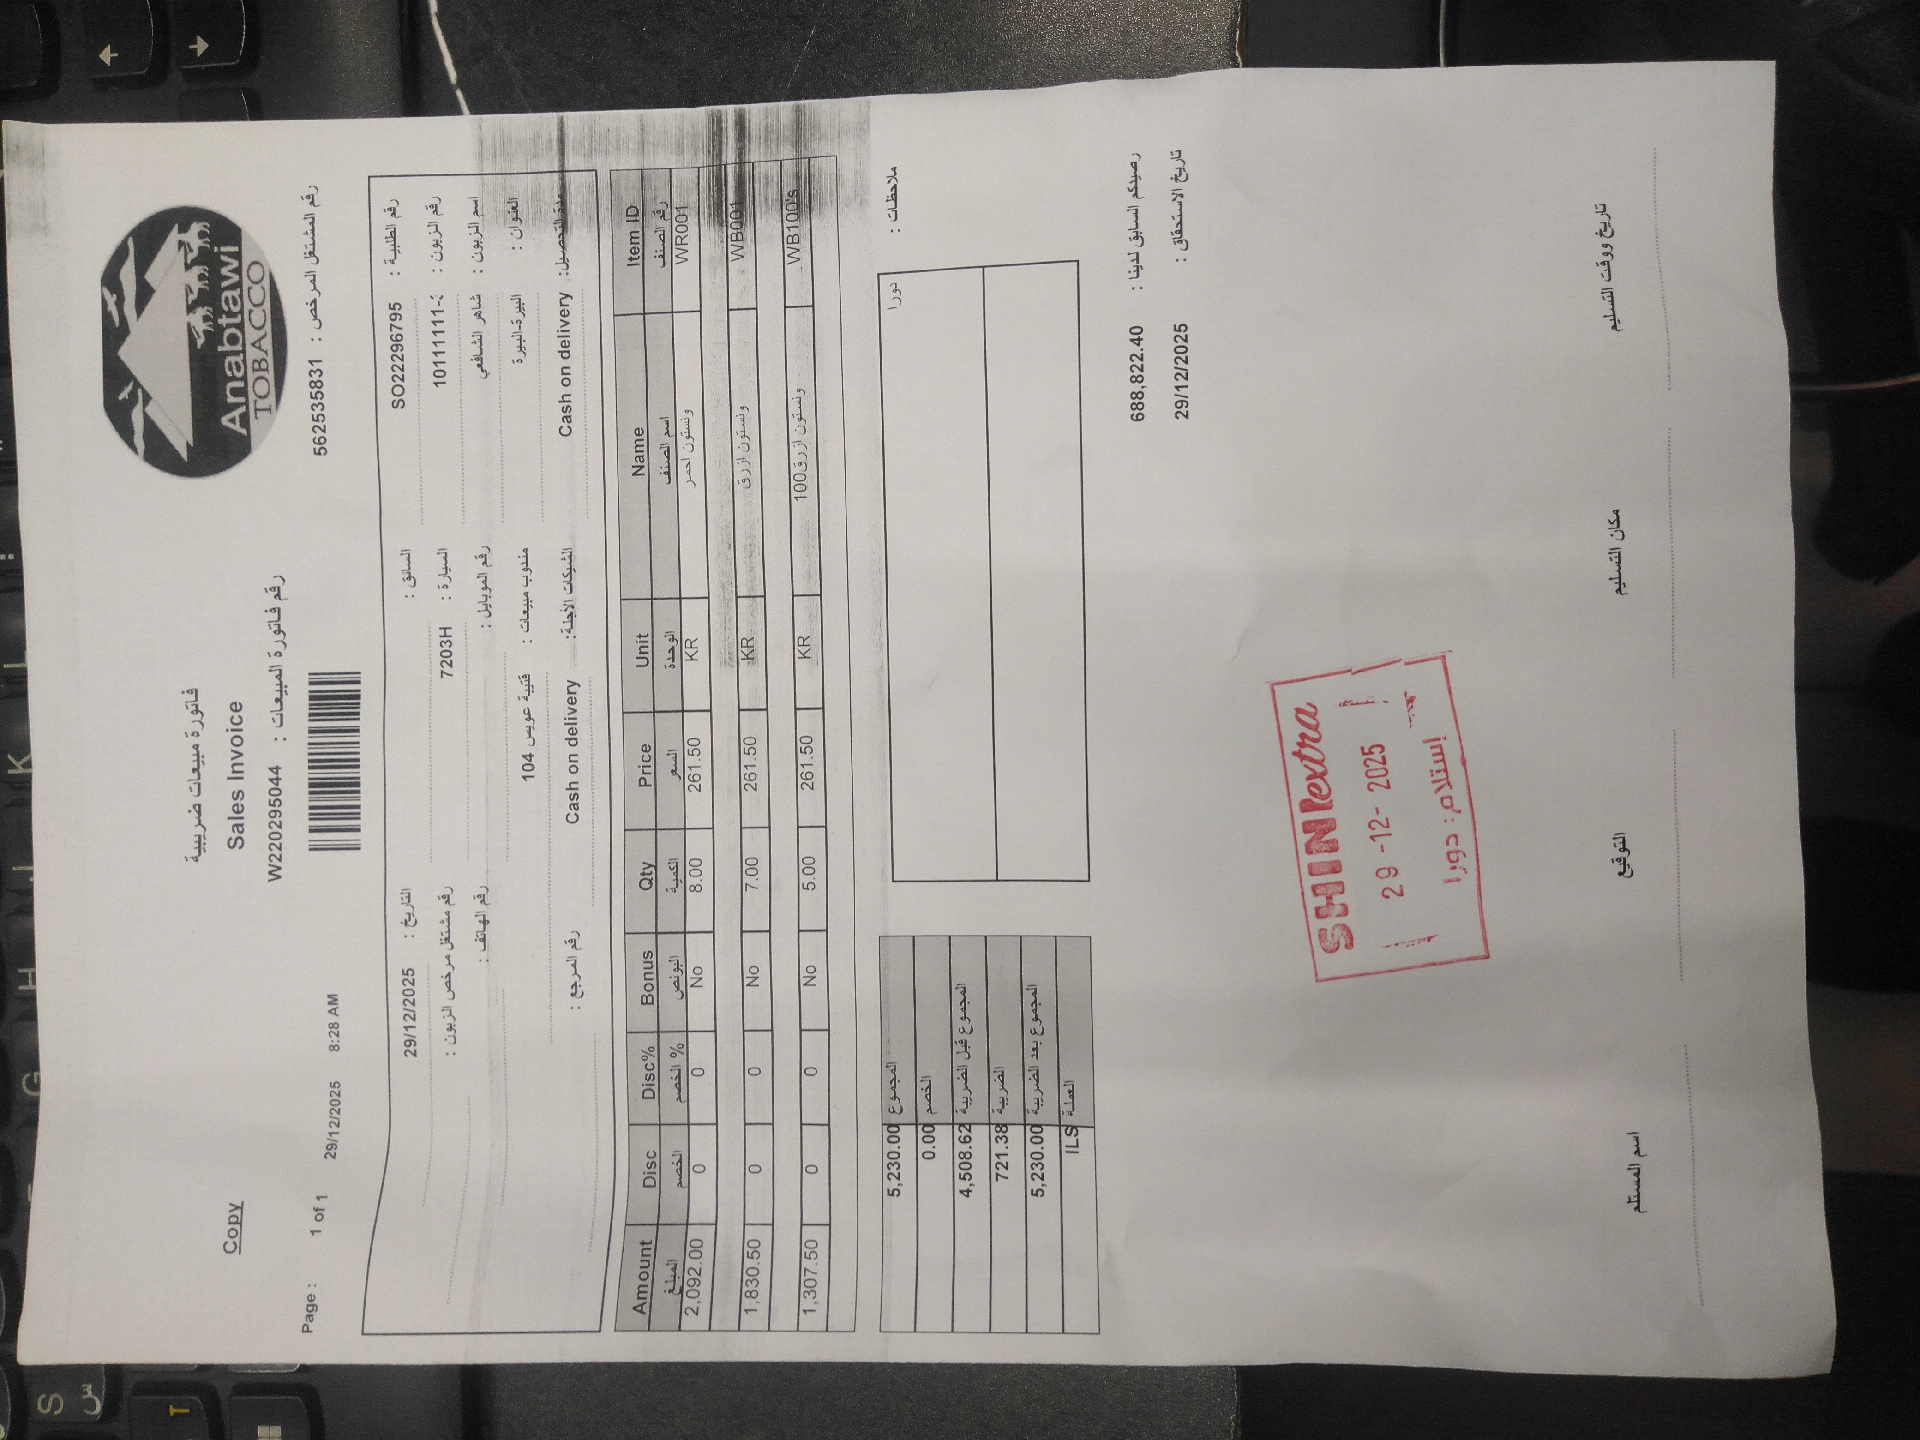 Anabtawi
TOBACCO
رقم المشتغل المرخص : 562535831
فاتورة مبيعات ضريبية
Sales Invoice
رقم فاتورة المبيعات : W220295044
Copy
Page : 1 of 1
29/12/2025 8:28 AM
رقم الطلبية : SO22296795 السائق : التاريخ : 29/12/2025
رقم الزبون : السيارة : 7203H رقم مشتغل مرخص الزبون :
اسم الزبون : شاهر الشافعي رقم الموبايل : رقم الهاتف :
العنوان : البيرة-البيرة مندوب مبيعات : قتيبة عويس 104
مدة التحصيل: Cash on delivery الشيكات الآجلة: Cash on delivery رقم المرجع :
Item ID Name Unit Price Qty Bonus Disc% Disc Amount
رقم الصنف اسم الصنف الوحدة السعر الكمية البونص % الخصم الخصم المبلغ
WR001 ونستون احمر KR 261.50 8.00 No 0 0 2,092.00
WB001 ونستون ازرق KR 261.50 7.00 No 0 0 1,830.50
WB100's ونستون ازرق100 KR 261.50 5.00 No 0 0 1,307.50
ملاحظات :
دورا
المجموع 5,230.00
الخصم 0.00
المجموع قبل الضريبة 4,508.62
الضريبة 721.38
المجموع بعد الضريبة 5,230.00
العملة ILS
رصيدكم السابق لدينا : 688,822.40
تاريخ الاستحقاق : 29/12/2025
SHINIextra
29-12-2025
إستلام: دورا
تاريخ ووقت التسليم مكان التسليم التوقيع اسم المستلم
T
S
س
G
H
K
L